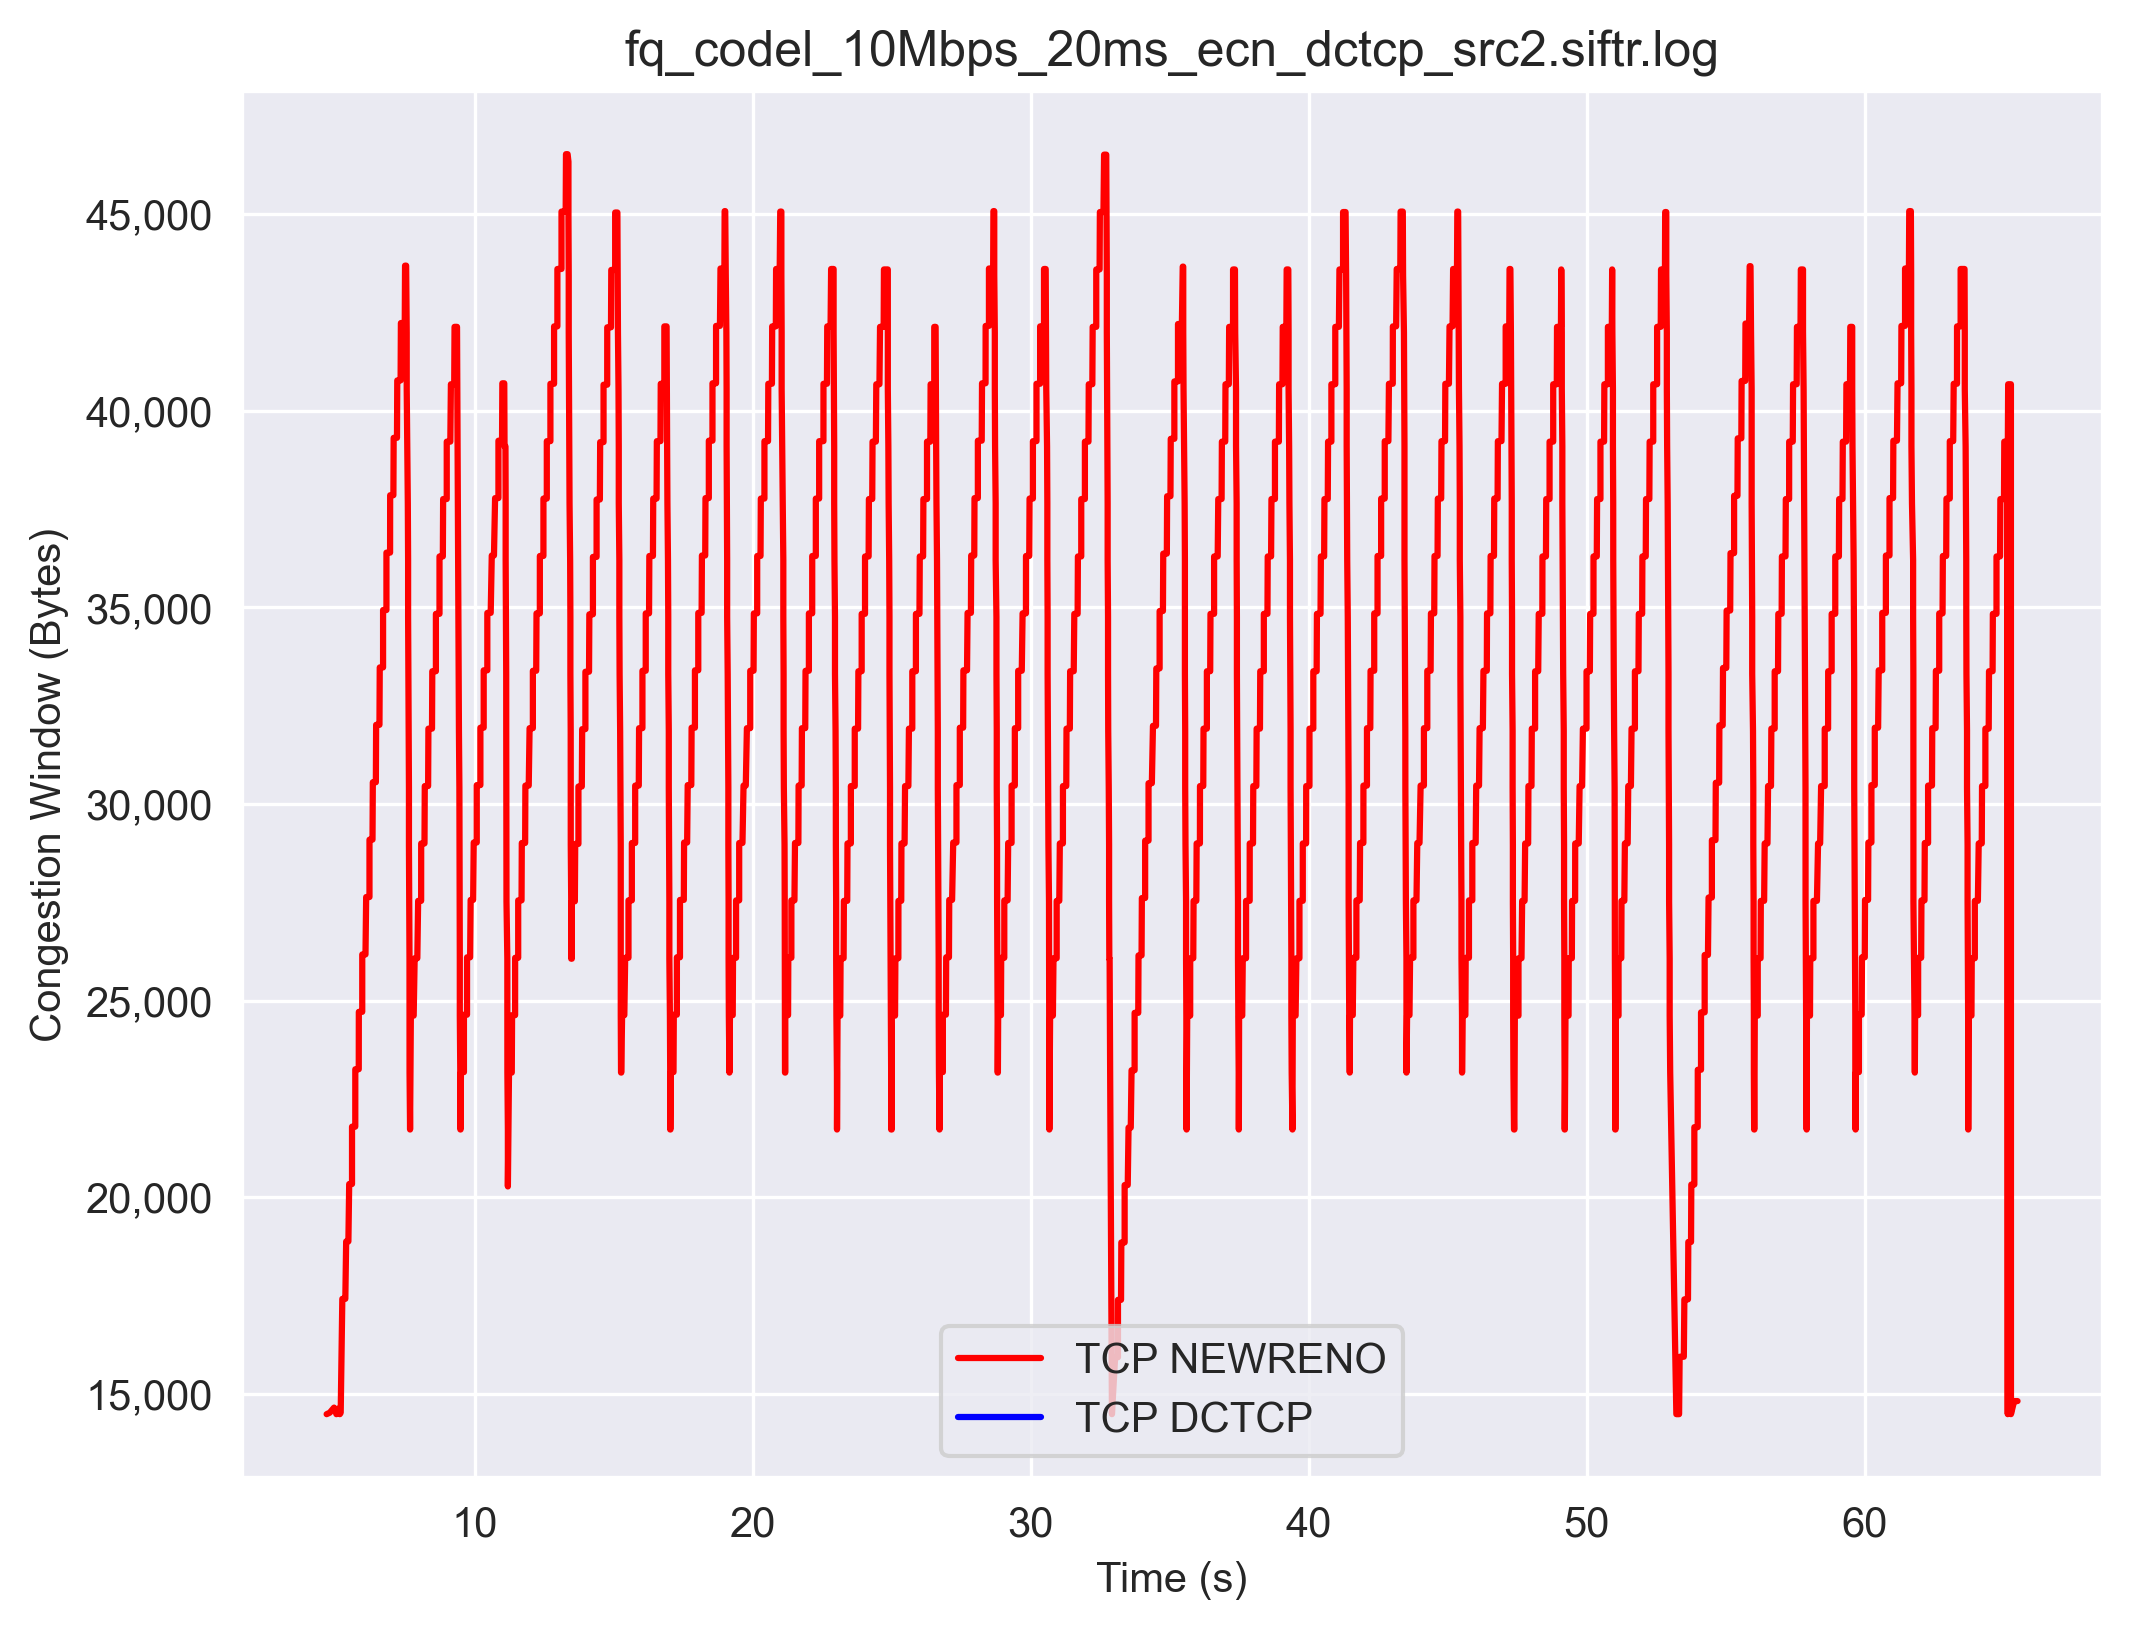 fq_codel_10Mbps_20ms_ecn_dctcp_src2.siftr.log
Congestion Window (Bytes)
45,000
40,000
35,000
30,000
25,000
20,000
15,000
TCP NEWRENO
TCP DCTCP
10
20
30
40
50
60
Time (s)